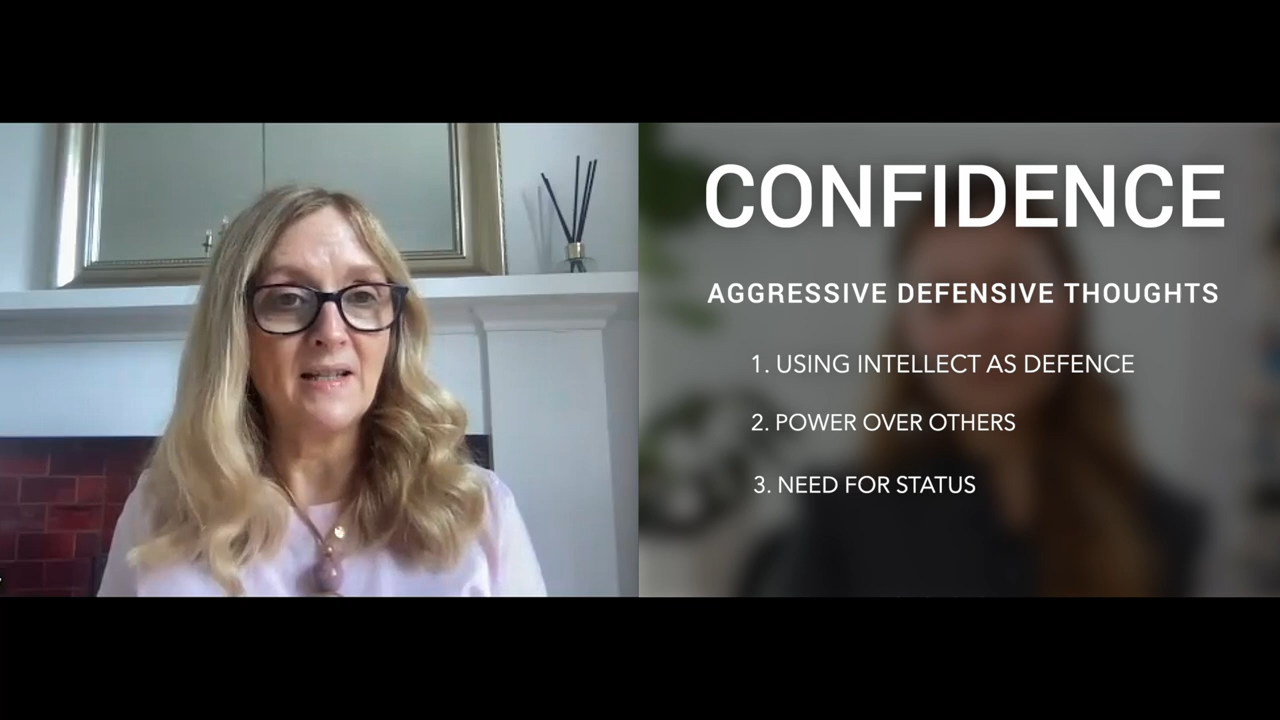 CONFIDENCE
AGGRESSIVE DEFENSIVE THOUGHTS
1. USING INTELLECT AS DEFENCE
2. POWER OVER OTHERS
3. NEED FOR STATUS